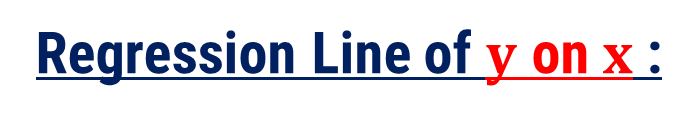 Regression Line of y on x :